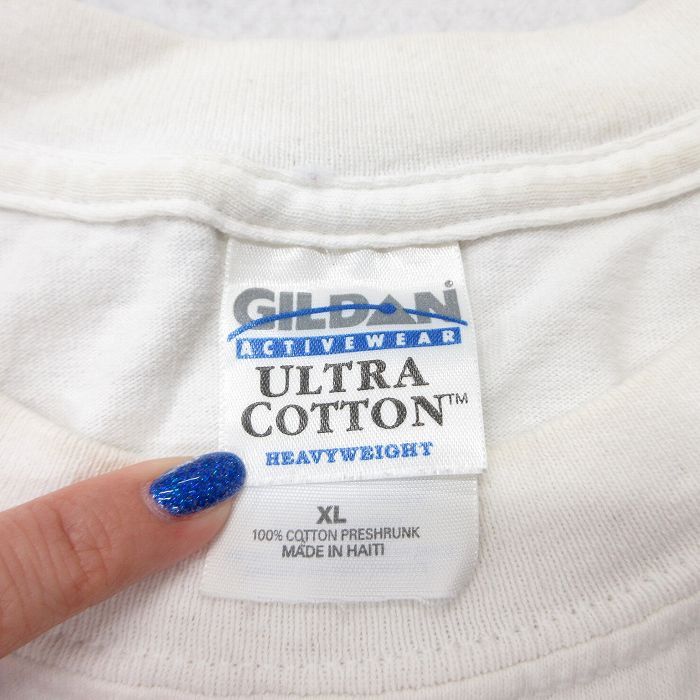 GILDAN®
ACTIVEWEAR
ULTRA
COTTON™
HEAVYWEIGHT
XL
100% COTTON PRESHRUNK
MADE IN HAITI